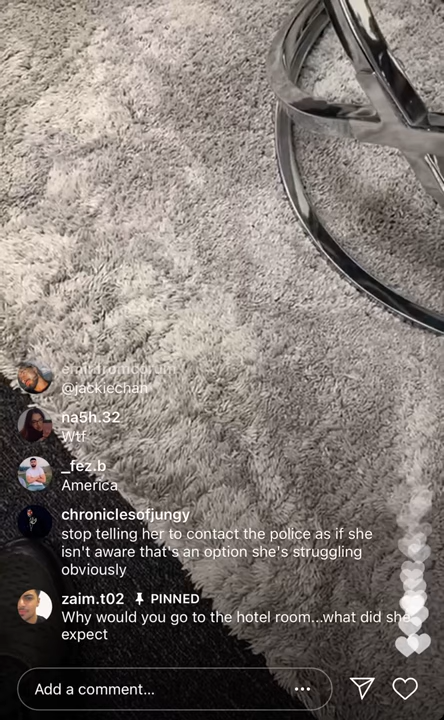 emir.fromcorum
@jackiechan
na5h.32
Wtf
_fez.b
America
chroniclesofjungy
stop telling her to contact the police as if she
isn't aware that's an option she's struggling
obviously
zaim.t02 PINNED
Why would you go to the hotel room...what did she
expect
Add a comment...